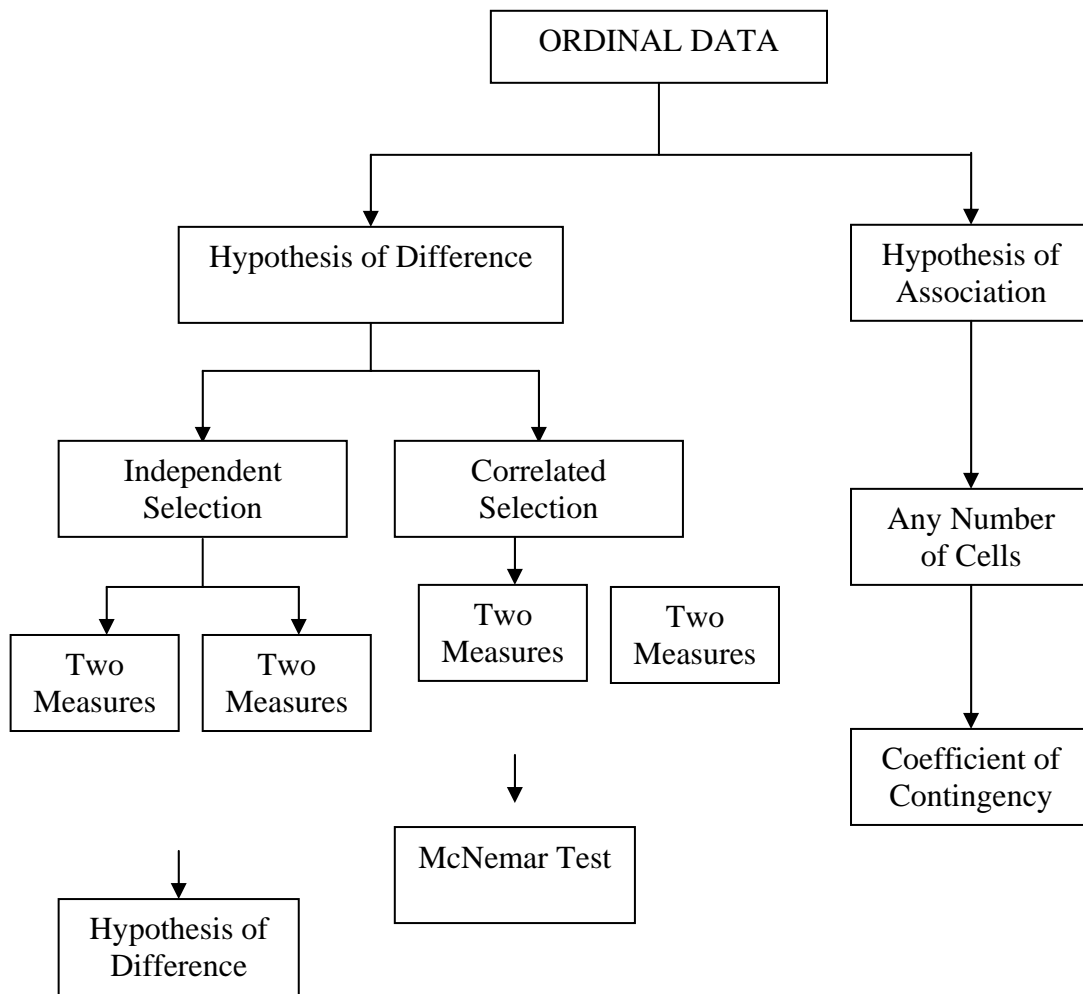 ORDINAL DATA
Hypothesis of Difference
Hypothesis of
Association
Independent
Selection
Correlated
Selection
Any Number
of Cells
Two
Measures
Two
Measures
Two
Measures
Two
Measures
Coefficient of
Contingency
McNemar Test
Hypothesis of
Difference